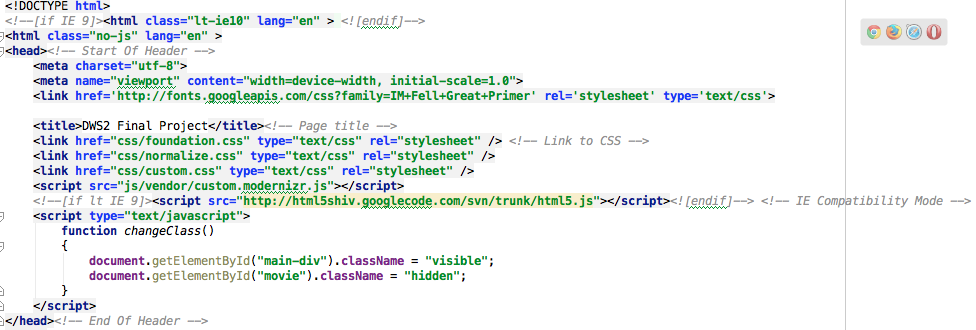 <!DOCTYPE html>
<!--[if IE 9]><html class="lt-ie10" lang="en" > <![endif]-->
<html class="no-js" lang="en" >
<head><!-- Start Of Header -->
    <meta charset="utf-8">
    <meta name="viewport" content="width=device-width, initial-scale=1.0">
    <link href='http://fonts.googleapis.com/css?family=IM+Fell+Great+Primer' rel='stylesheet' type='text/css'>

    <title>DWS2 Final Project</title><!-- Page title -->
    <link href="css/foundation.css" type="text/css" rel="stylesheet" /> <!-- Link to CSS -->
    <link href="css/normalize.css" type="text/css" rel="stylesheet" />
    <link href="css/custom.css" type="text/css" rel="stylesheet" />
    <script src="js/vendor/custom.modernizr.js"></script>
    <!--[if lt IE 9]><script src="http://html5shiv.googlecode.com/svn/trunk/html5.js"></script><![endif]--> <!-- IE Compatibility Mode -->
    <script type="text/javascript">
        function changeClass()
        {
            document.getElementById("main-div").className = "visible";
            document.getElementById("movie").className = "hidden";
        }
    </script>
</head><!-- End Of Header -->